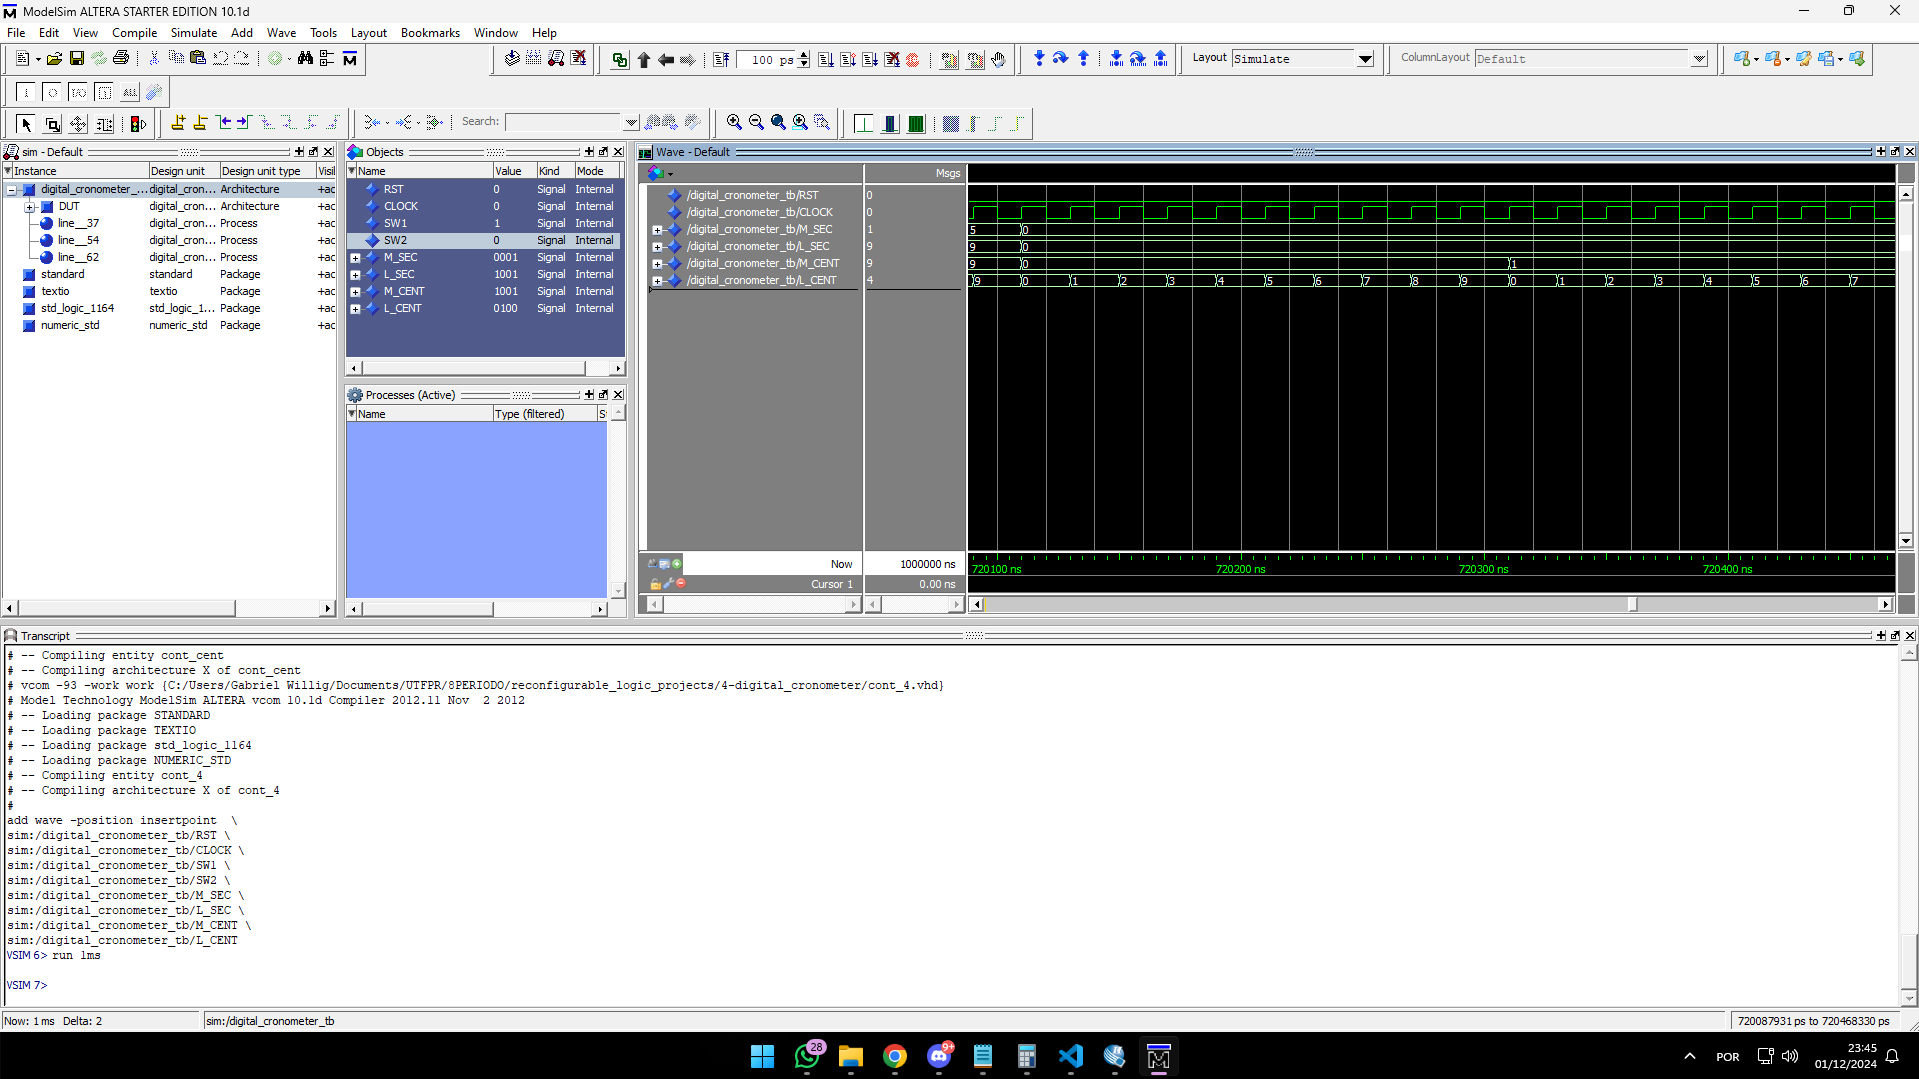 ModelSim ALTERA STARTER EDITION 10.1d
File Edit View Compile Simulate Add Wave Tools Layout Bookmarks Window Help
100 ps
Layout Simulate
ColumnLayout Default
Search:
sim - Default
Instance Design unit Design unit type Visil
digital_cronometer_... digital_cron... Architecture +ac
DUT digital_cron... Architecture +ac
line__37 digital_cron... Process +ac
line__54 digital_cron... Process +ac
line__62 digital_cron... Process +ac
standard standard Package +ac
textio textio Package +ac
std_logic_1164 std_logic_1... Package +ac
numeric_std numeric_std Package +ac
Objects
Name Value Kind Mode
RST 0 Signal Internal
CLOCK 0 Signal Internal
SW1 1 Signal Internal
SW2 0 Signal Internal
M_SEC 0001 Signal Internal
L_SEC 1001 Signal Internal
M_CENT 1001 Signal Internal
L_CENT 0100 Signal Internal
Processes (Active)
Name Type (filtered) S
Wave - Default
Msgs
/digital_cronometer_tb/RST 0
/digital_cronometer_tb/CLOCK 0
/digital_cronometer_tb/M_SEC 1 5 0
/digital_cronometer_tb/L_SEC 9 9 0
/digital_cronometer_tb/M_CENT 9 9 0 1
/digital_cronometer_tb/L_CENT 4 9 0 1 2 3 4 5 6 7 8 9 0 1 2 3 4 5 6 7
Now 1000000 ns 720100 ns 720200 ns 720300 ns 720400 ns
Cursor 1 0.00 ns
Transcript
# -- Compiling entity cont_cent
# -- Compiling architecture X of cont_cent
# vcom -93 -work work {C:/Users/Gabriel Willig/Documents/UTFPR/8PERIODO/reconfigurable_logic_projects/4-digital_cronometer/cont_4.vhd}
# Model Technology ModelSim ALTERA vcom 10.1d Compiler 2012.11 Nov  2 2012
# -- Loading package STANDARD
# -- Loading package TEXTIO
# -- Loading package std_logic_1164
# -- Loading package NUMERIC_STD
# -- Compiling entity cont_4
# -- Compiling architecture X of cont_4
#
add wave -position insertpoint  \
sim:/digital_cronometer_tb/RST \
sim:/digital_cronometer_tb/CLOCK \
sim:/digital_cronometer_tb/SW1 \
sim:/digital_cronometer_tb/SW2 \
sim:/digital_cronometer_tb/M_SEC \
sim:/digital_cronometer_tb/L_SEC \
sim:/digital_cronometer_tb/M_CENT \
sim:/digital_cronometer_tb/L_CENT
VSIM 6> run 1ms
VSIM 7>
Now: 1 ms Delta: 2 sim:/digital_cronometer_tb 720087931 ps to 720468330 ps
28
9+
POR
23:45
01/12/2024